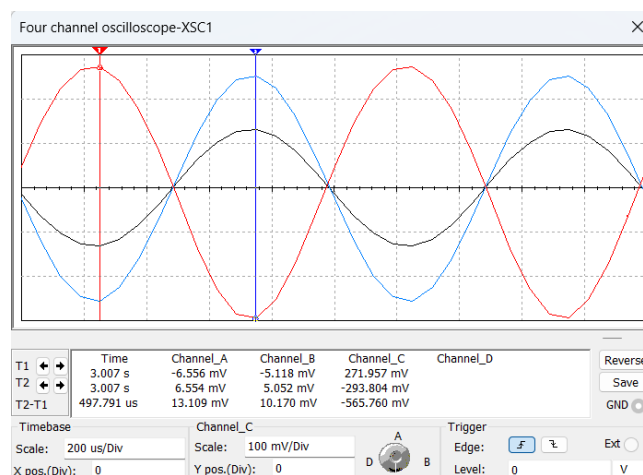 Four channel oscilloscope-XSC1
1 1
Time Channel_A Channel_B Channel_C Channel_D
T1 3.007 s -6.556 mV -5.118 mV 271.957 mV
T2 3.007 s 6.554 mV 5.052 mV -293.804 mV
T2-T1 497.791 us 13.109 mV 10.170 mV -565.760 mV
Reverse
Save
GND
Timebase
Scale: 200 us/Div
X pos.(Div): 0
Channel_C
Scale: 100 mV/Div
Y pos.(Div): 0
A
D B
Trigger
Edge: Ext
Level: 0 V